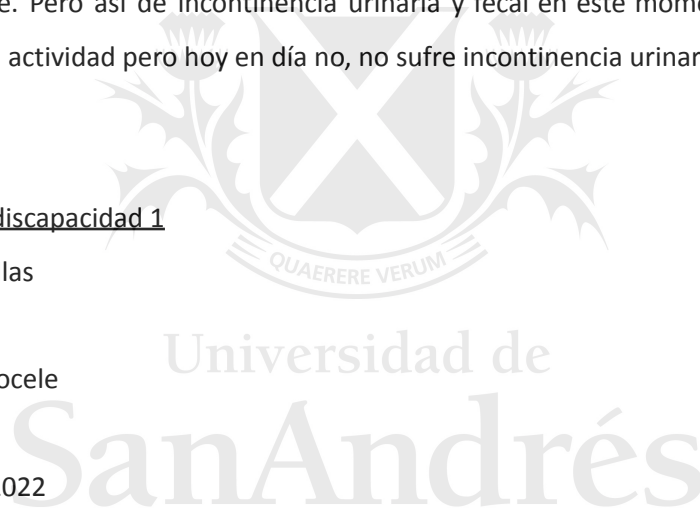 e. Pero así de incontinencia urinaria y fecal en este mome
actividad pero hoy en día no, no sufre incontinencia urinar
discapacidad 1
las
QUAERERE VERUM
Universidad de
ocele
SanAndrés
2022